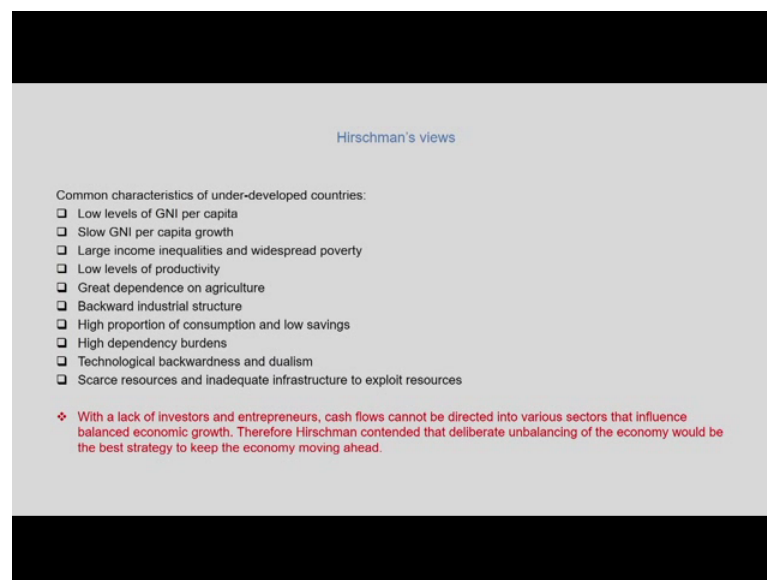 Hirschman's views
Common characteristics of under-developed countries:
❑ Low levels of GNI per capita
❑ Slow GNI per capita growth
❑ Large income inequalities and widespread poverty
❑ Low levels of productivity
❑ Great dependence on agriculture
❑ Backward industrial structure
❑ High proportion of consumption and low savings
❑ High dependency burdens
❑ Technological backwardness and dualism
❑ Scarce resources and inadequate infrastructure to exploit resources
❖ With a lack of investors and entrepreneurs, cash flows cannot be directed into various sectors that influence
balanced economic growth. Therefore Hirschman contended that deliberate unbalancing of the economy would be
the best strategy to keep the economy moving ahead.